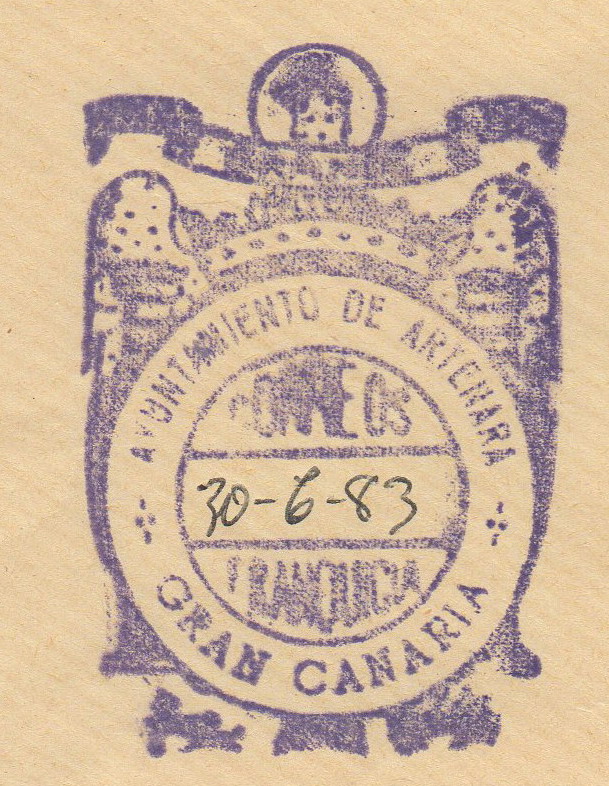 AYUNTAMIENTO DE ARTENARA
CORREOS
30-6-83
FRANQUICIA
GRAN CANARIA